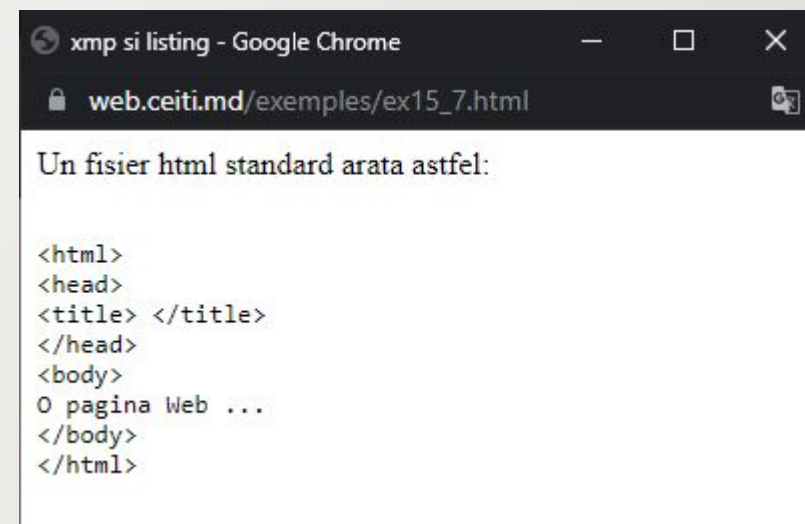 xmp si listing - Google Chrome
web.ceiti.md/exemples/ex15_7.html
Un fisier html standard arata astfel:
<html>
<head>
<title> </title>
</head>
<body>
O pagina Web ...
</body>
</html>